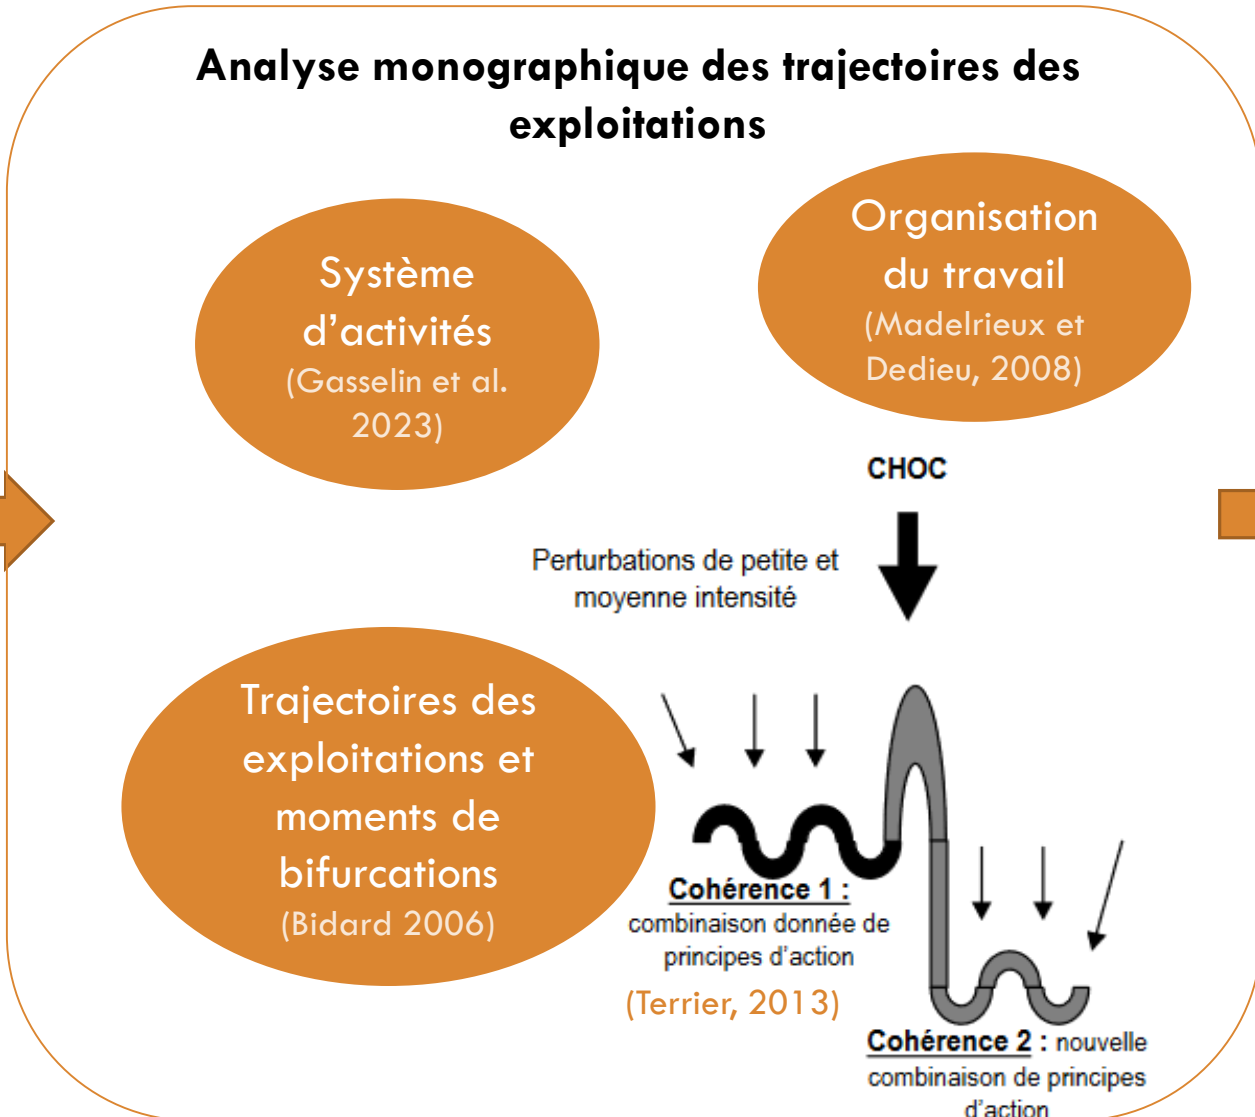 Analyse monographique des trajectoires des
exploitations
Système
d'activités
(Gasselin et al.
2023)
Organisation
du travail
(Madelrieux et
Dedieu, 2008)
CHOC
Perturbations de petite et
moyenne intensité
Trajectoires des
exploitations et
moments de
bifurcations
(Bidard 2006)
Cohérence 1 :
combinaison donnée de
principes d'action
(Terrier, 2013)
Cohérence 2 : nouvelle
combinaison de principes
d'action